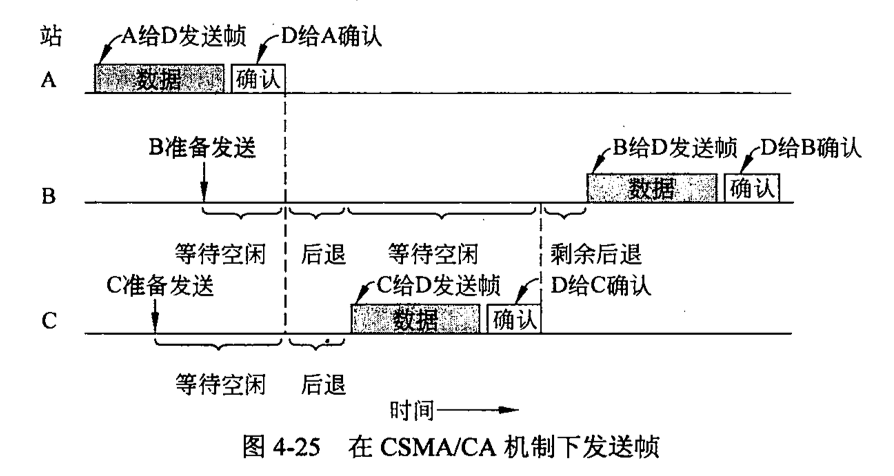 站
A给D发送帧 D给A确认
A 数据 确认
B准备发送
B给D发送帧 D给B确认
B 数据 确认
等待空闲 后退 等待空闲 剩余后退
C准备发送 C给D发送帧 D给C确认
C 数据 确认
等待空闲 后退
时间
图 4-25 在 CSMA/CA 机制下发送帧